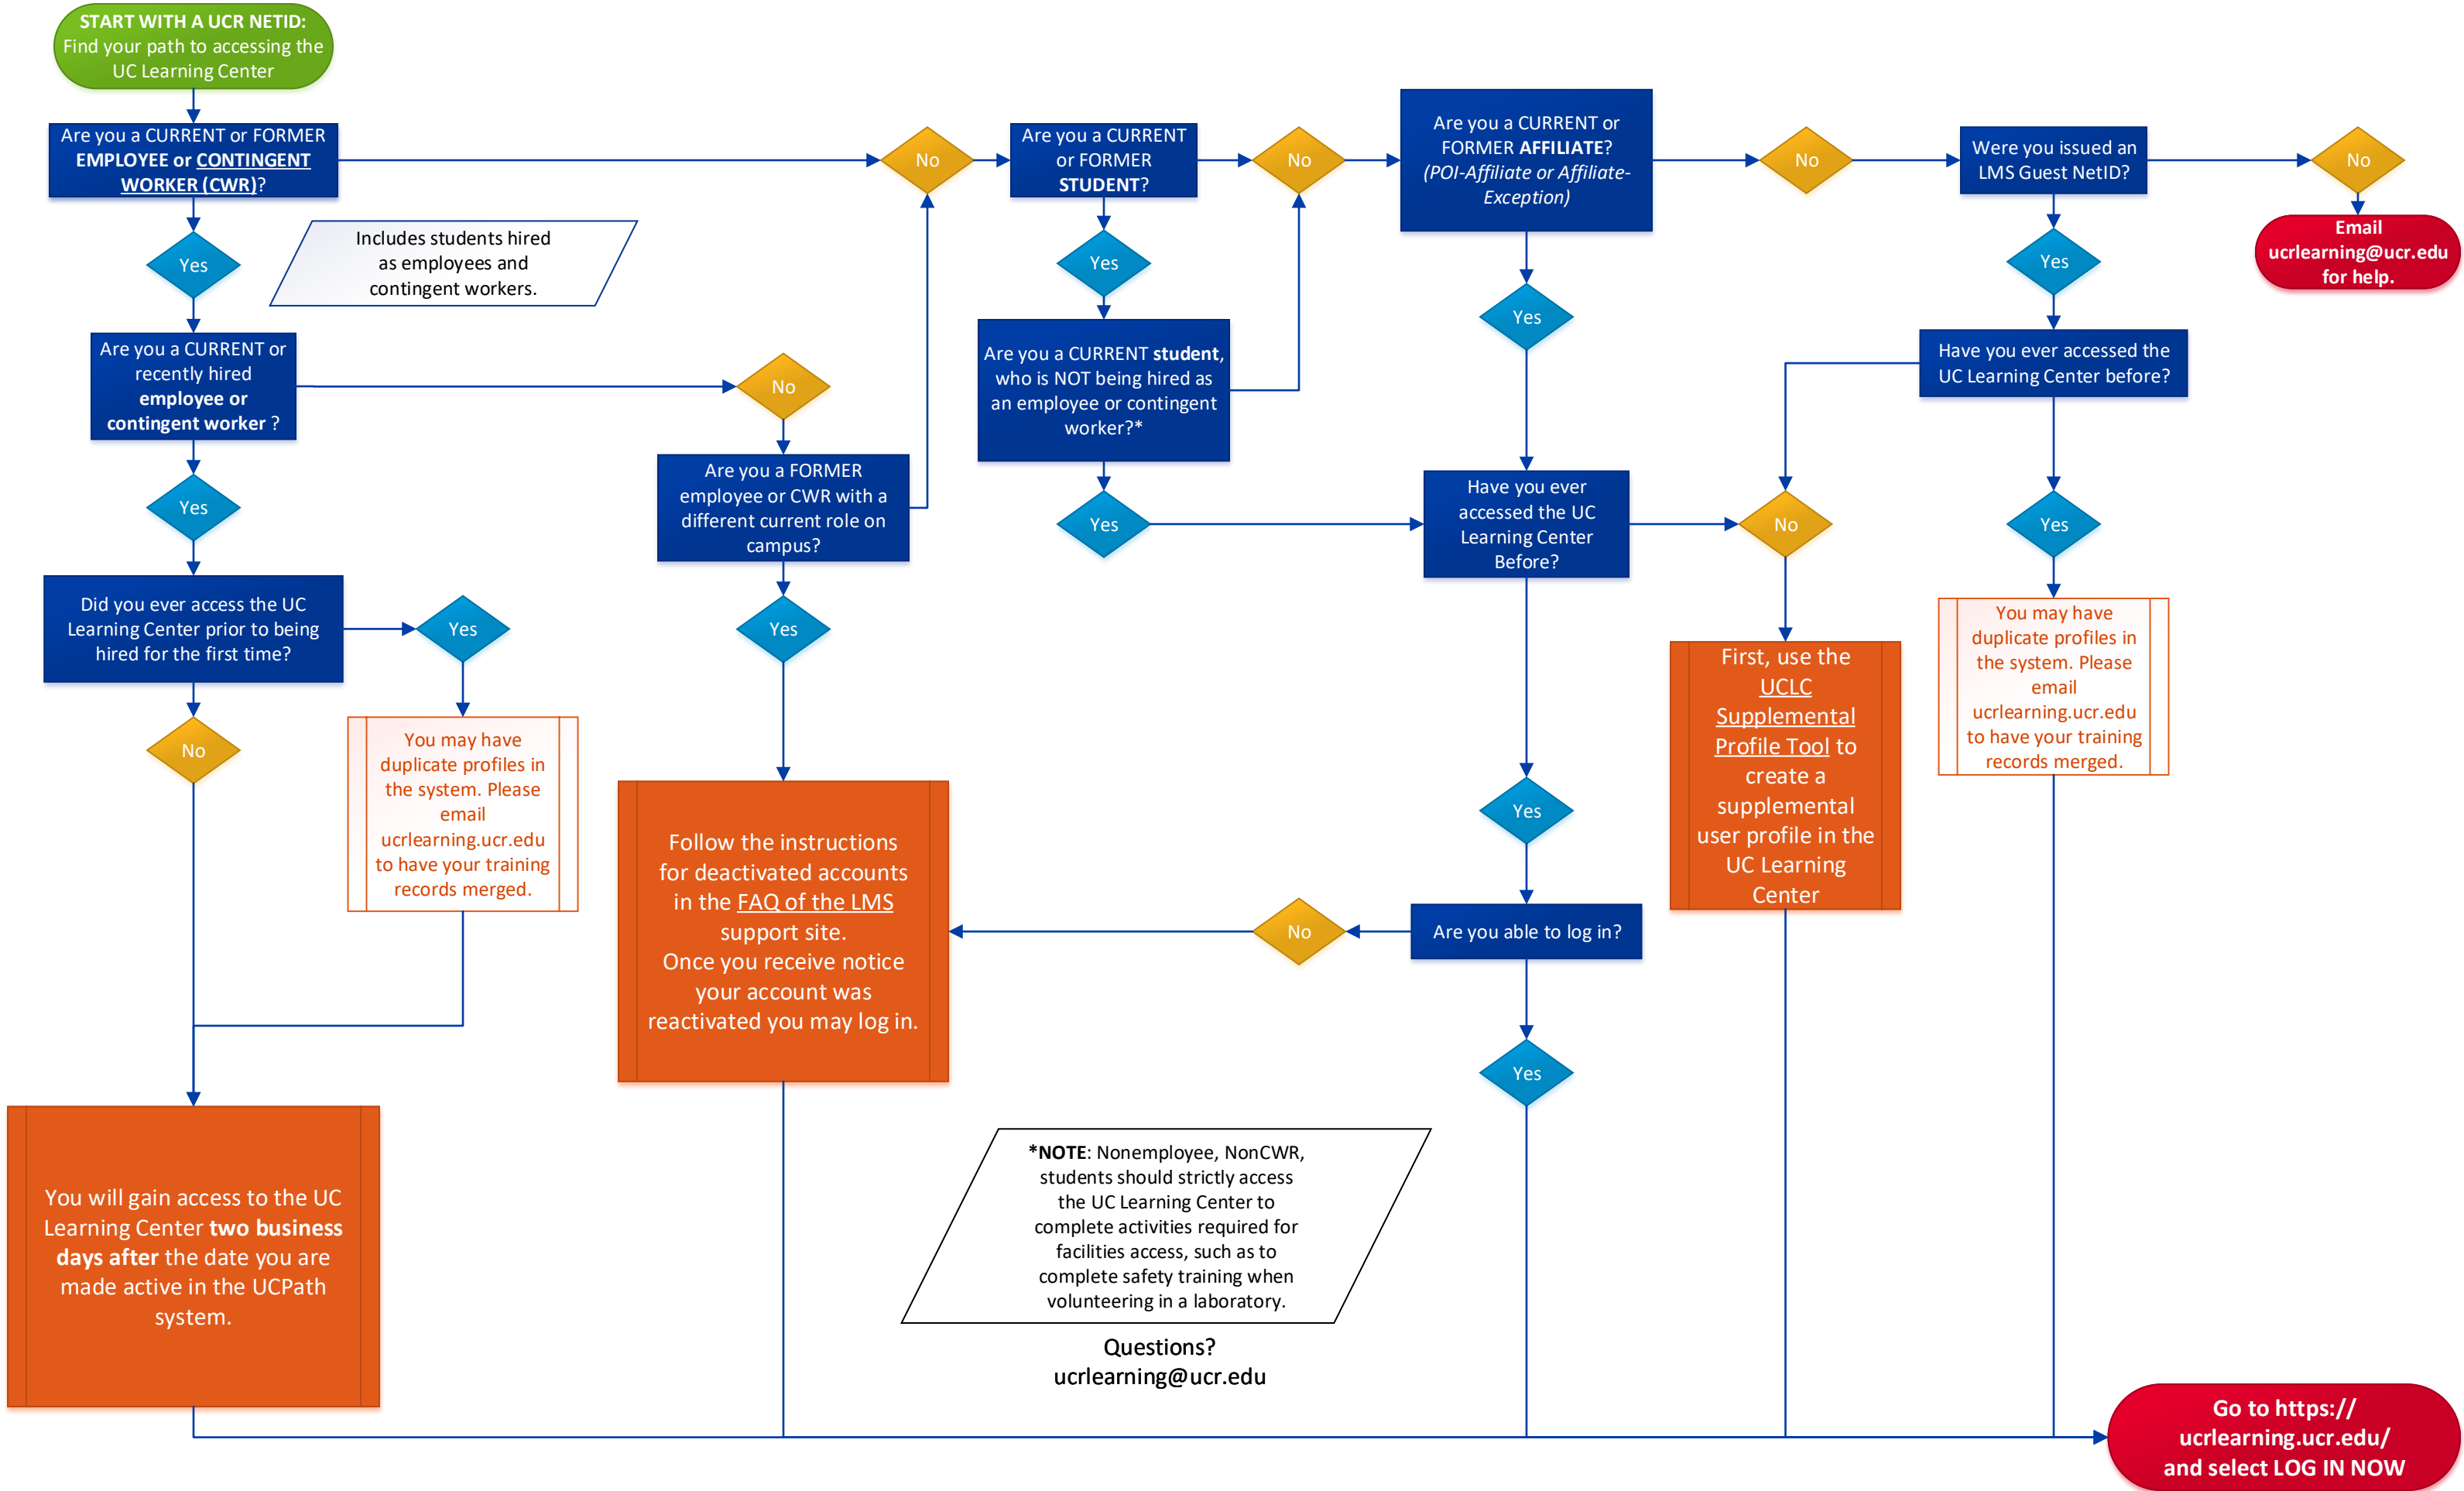 START WITH A UCR NETID:
Find your path to accessing the
UC Learning Center
Are you a CURRENT or FORMER
EMPLOYEE or CONTINGENT
WORKER (CWR)?
No
Are you a CURRENT
or FORMER
STUDENT?
No
Are you a CURRENT or
FORMER AFFILIATE?
(POI-Affiliate or Affiliate-
Exception)
No
Were you issued an
LMS Guest NetID?
No
Email
ucrlearning@ucr.edu
for help.
Yes
Includes students hired
as employees and
contingent workers.
Yes
Yes
Yes
Are you a CURRENT or
recently hired
employee or
contingent worker ?
No
Are you a CURRENT student,
who is NOT being hired as
an employee or contingent
worker?*
Have you ever accessed the
UC Learning Center before?
Yes
Are you a FORMER
employee or CWR with a
different current role on
campus?
Yes
Have you ever
accessed the UC
Learning Center
Before?
No
Yes
Did you ever access the UC
Learning Center prior to being
hired for the first time?
Yes
Yes
No
You may have
duplicate profiles in
the system. Please
email
ucrlearning.ucr.edu
to have your training
records merged.
Follow the instructions
for deactivated accounts
in the FAQ of the LMS
support site.
Once you receive notice
your account was
reactivated you may log in.
Yes
First, use the
UCLC
Supplemental
Profile Tool to
create a
supplemental
user profile in the
UC Learning
Center
You may have
duplicate profiles in
the system. Please
email
ucrlearning.ucr.edu
to have your training
records merged.
No
Are you able to log in?
Yes
You will gain access to the UC
Learning Center two business
days after the date you are
made active in the UCPath
system.
*NOTE: Nonemployee, NonCWR,
students should strictly access
the UC Learning Center to
complete activities required for
facilities access, such as to
complete safety training when
volunteering in a laboratory.
Questions?
ucrlearning@ucr.edu
Go to https://
ucrlearning.ucr.edu/
and select LOG IN NOW